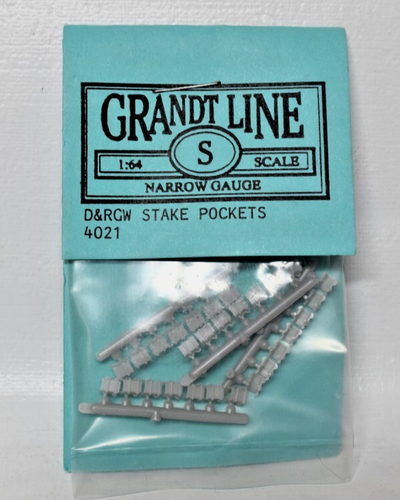 GRANDT LINE
1:64 S SCALE
NARROW GAUGE
D&RGW STAKE POCKETS
4021